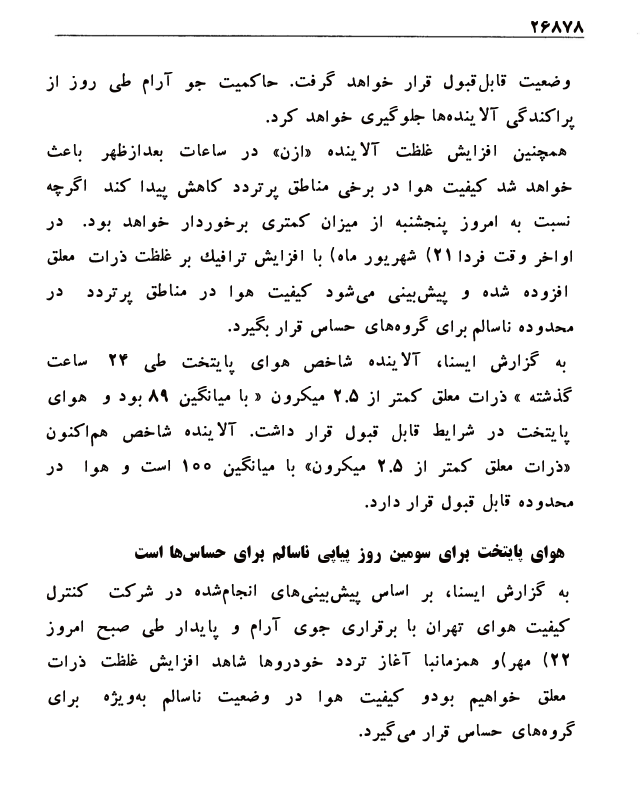 ۲۶۸۷۸
وضعیت قابل‌قبول قرار خواهد گرفت. حاکمیت جو آرام طی روز از
پراکندگی آلاینده‌ها جلوگیری خواهد کرد.
همچنین افزایش غلظت آلاینده «ازن» در ساعات بعدازظهر باعث
خواهد شد کیفیت هوا در برخی مناطق پرتردد کاهش پیدا کند اگرچه
نسبت به امروز پنجشنبه از میزان کمتری برخوردار خواهد بود. در
اواخر وقت فردا ۲۱) شهریور ماه) با افزایش ترافیك بر غلظت ذرات معلق
افزوده شده و پیش‌بینی می‌شود کیفیت هوا در مناطق پرتردد در
محدوده ناسالم برای گروه‌های حساس قرار بگیرد.
به گزارش ایسنا، آلاینده شاخص هوای پایتخت طی ۲۴ ساعت
گذشته » ذرات معلق کمتر از ۲.۵ میکرون « با میانگین ۸۹ بود و هوای
پایتخت در شرایط قابل قبول قرار داشت. آلاینده شاخص هم‌اکنون
«ذرات معلق کمتر از ۲.۵ میکرون» با میانگین ۱۰۰ است و هوا در
محدوده قابل قبول قرار دارد.
هوای پایتخت برای سومین روز پیاپی ناسالم برای حساس‌ها است
به گزارش ایسنا، بر اساس پیش‌بینی‌های انجام‌شده در شرکت کنترل
کیفیت هوای تهران با برقراری جوی آرام و پایدار طی صبح امروز
۲۲) مهر)و همزمانبا آغاز تردد خودروها شاهد افزایش غلظت ذرات
معلق خواهیم بودو کیفیت هوا در وضعیت ناسالم به‌ویژه برای
گروه‌های حساس قرار می‌گیرد.